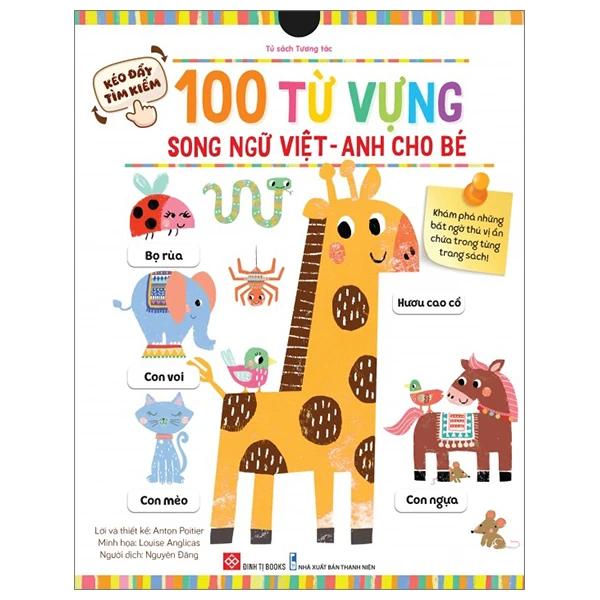 Tủ sách Tương tác
KÉO ĐẨY
TÌM KIẾM
100 TỪ VỰNG
SONG NGỮ VIỆT - ANH CHO BÉ
Khám phá những
bất ngờ thú vị ẩn
chứa trong từng
trang sách!
Bọ rùa
Hươu cao cổ
Con voi
Con mèo
Con ngựa
Lời và thiết kế: Anton Poitier
Minh họa: Louise Anglicas
Người dịch: Nguyên Đăng
ĐINH TỊ BOOKS
NHÀ XUẤT BẢN THANH NIÊN